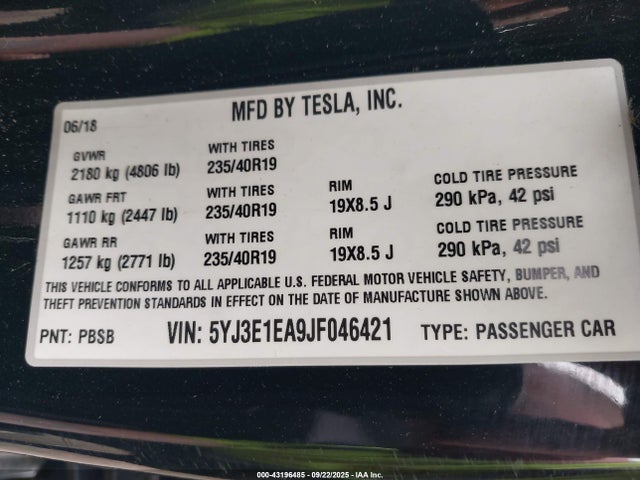 MFD BY TESLA, INC.
06/18
GVWR WITH TIRES
2180 kg (4806 lb) 235/40R19
GAWR FRT WITH TIRES RIM COLD TIRE PRESSURE
1110 kg (2447 lb) 235/40R19 19X8.5 J 290 kPa, 42 psi
GAWR RR WITH TIRES RIM COLD TIRE PRESSURE
1257 kg (2771 lb) 235/40R19 19X8.5 J 290 kPa, 42 psi
THIS VEHICLE CONFORMS TO ALL APPLICABLE U.S. FEDERAL MOTOR VEHICLE SAFETY, BUMPER, AND
THEFT PREVENTION STANDARDS IN EFFECT ON THE DATE OF MANUFACTURE SHOWN ABOVE.
PNT: PBSB VIN: 5YJ3E1EA9JF046421 TYPE: PASSENGER CAR
000-43196485 - 09/22/2025 - IAA Inc.